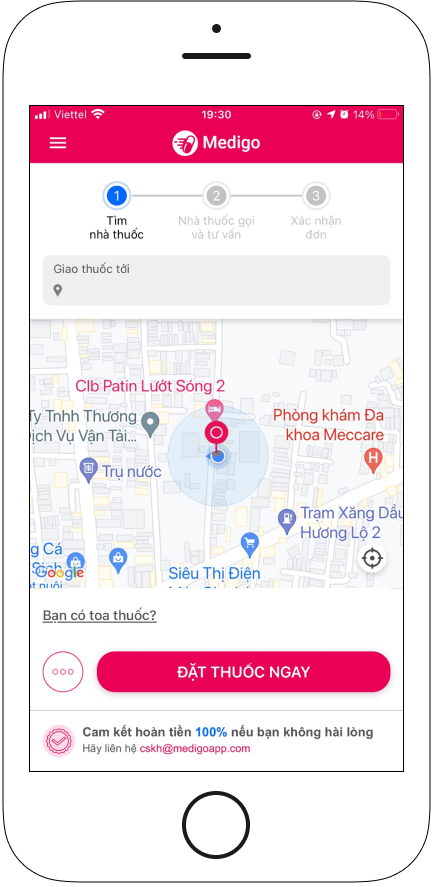 Viettel 19:30 14%
Medigo
1 2 3
Tìm
nhà thuốc
Nhà thuốc gọi
và tư vấn
Xác nhận
đơn
Giao thuốc tới
Clb Patin Lướt Sóng 2
Ty Tnhh Thương
Dịch Vụ Vận Tải...
Phòng khám Đa
khoa Meccare
H
Trụ nước
Trạm Xăng Dầu
Hương Lộ 2
Siêu Thị Điện
Google
Bạn có toa thuốc?
ĐẶT THUỐC NGAY
Cam kết hoàn tiền 100% nếu bạn không hài lòng
Hãy liên hệ cskh@medigoapp.com